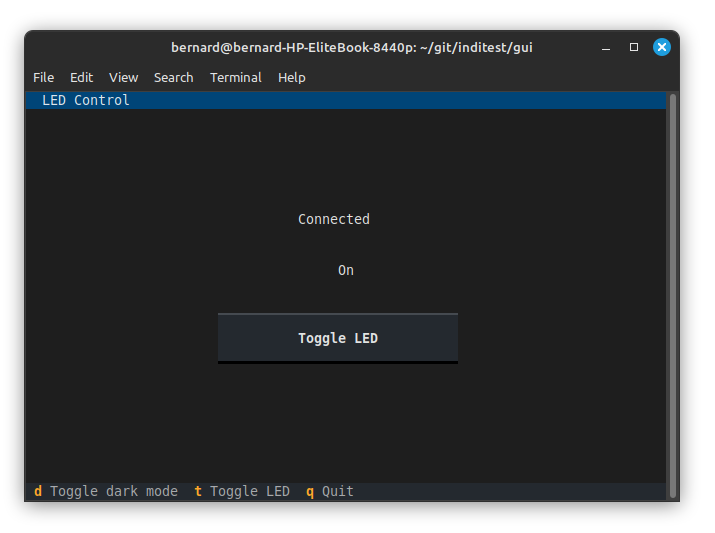 bernard@bernard-HP-EliteBook-8440p: ~/git/inditest/gui
File Edit View Search Terminal Help
LED Control
Connected
On
Toggle LED
d Toggle dark mode t Toggle LED q Quit